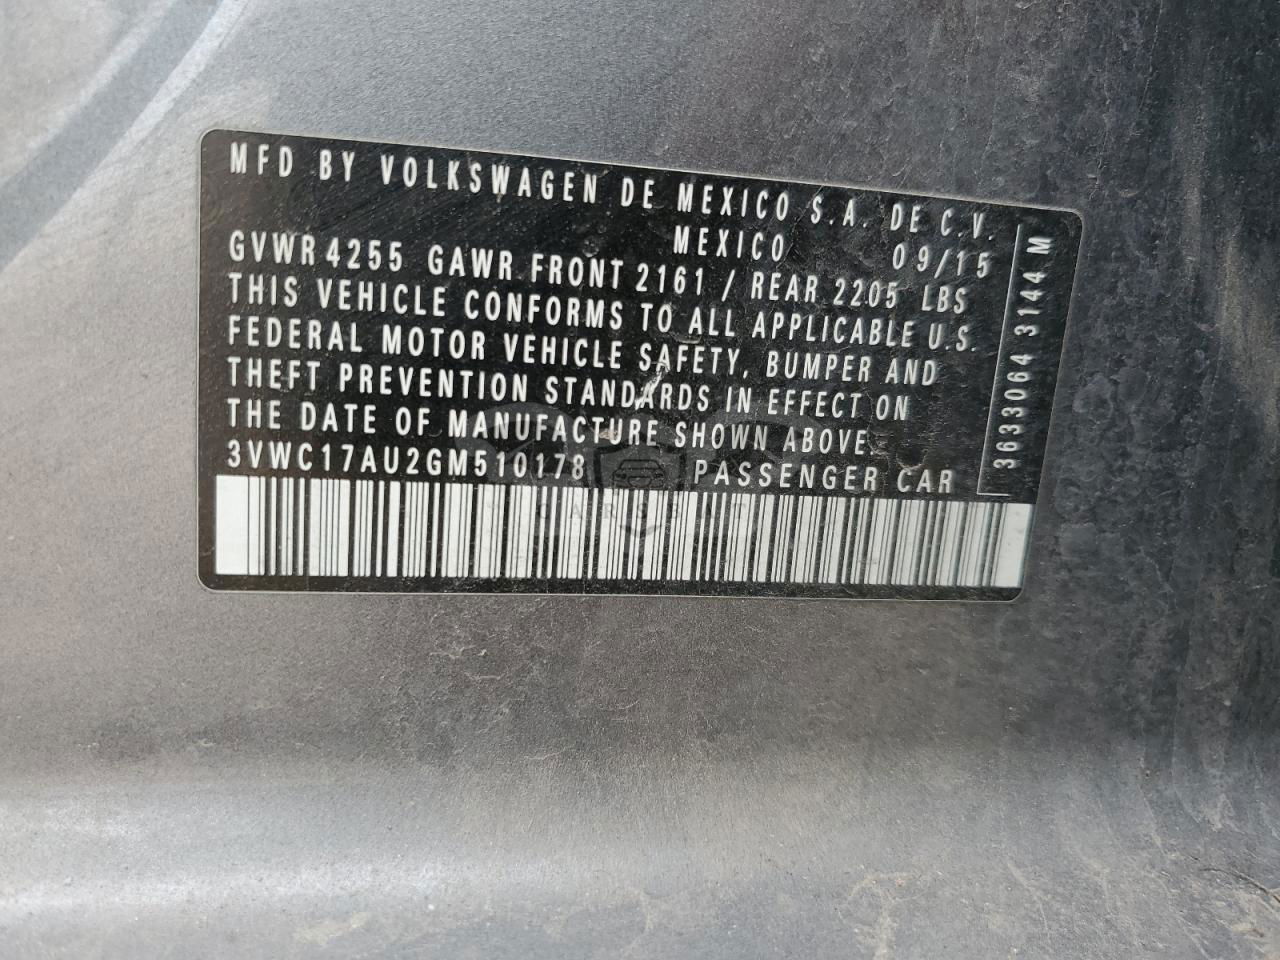 MFD BY VOLKSWAGEN DE MEXICO S.A. DE C.V.
MEXICO 09/15
GVWR 4255 GAWR FRONT 2161 / REAR 2205 LBS
THIS VEHICLE CONFORMS TO ALL APPLICABLE U.S.
FEDERAL MOTOR VEHICLE SAFETY, BUMPER AND
THEFT PREVENTION STANDARDS IN EFFECT ON
THE DATE OF MANUFACTURE SHOWN ABOVE.
3VWC17AU2GM510178 PASSENGER CAR
3633064 3144 M